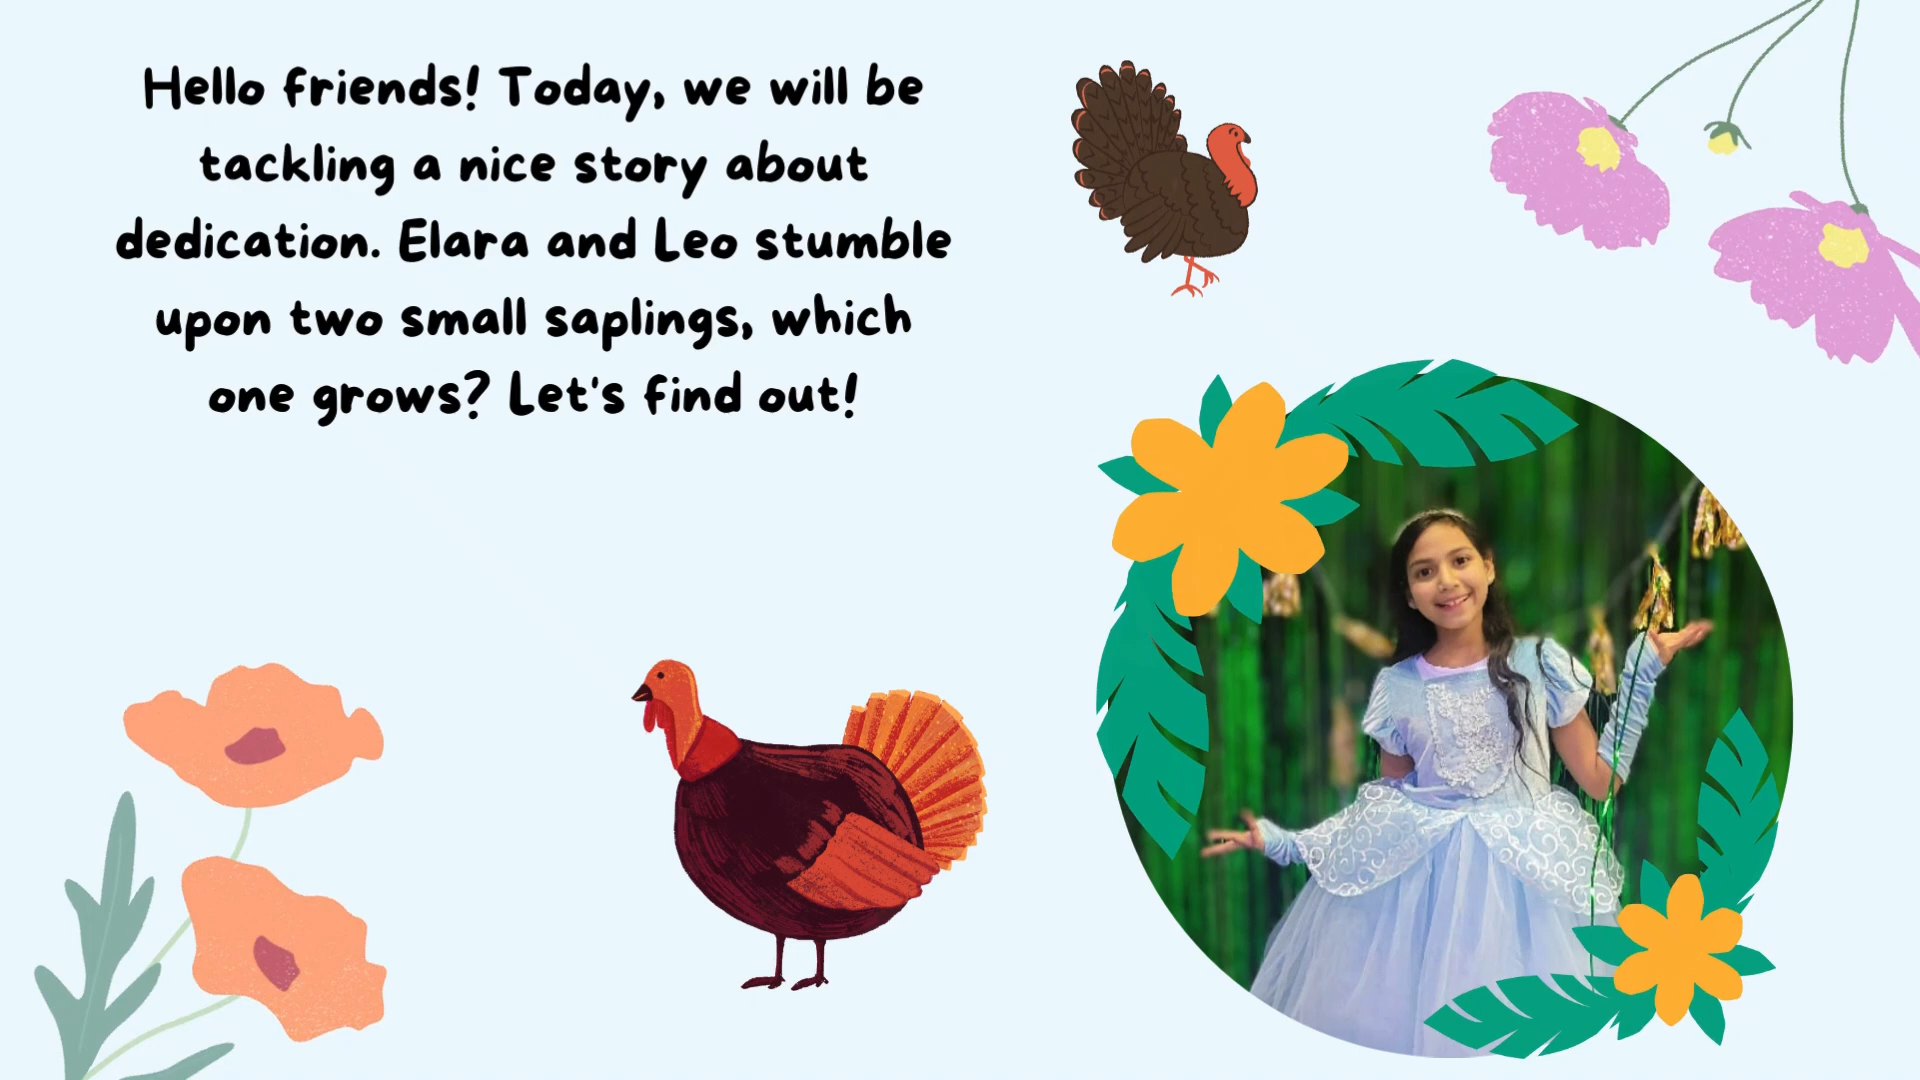 Hello friends! Today, we will be
tackling a nice story about
dedication. Elara and Leo stumble
upon two small saplings, which
one grows? Let's find out!